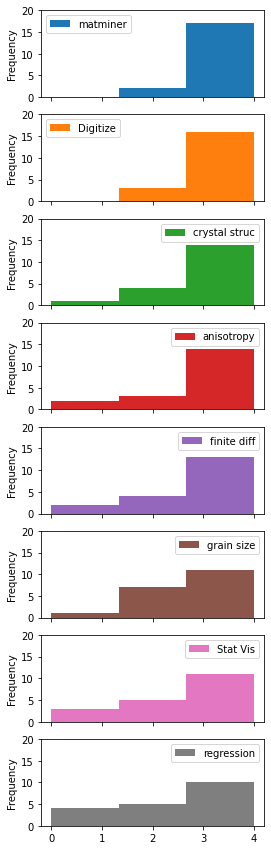 20
15
10
5
0
Frequency
matminer
20
15
10
5
0
Frequency
Digitize
20
15
10
5
0
Frequency
crystal struc
20
15
10
5
0
Frequency
anisotropy
20
15
10
5
0
Frequency
finite diff
20
15
10
5
0
Frequency
grain size
20
15
10
5
0
Frequency
Stat Vis
20
15
10
5
0
Frequency
regression
0 1 2 3 4